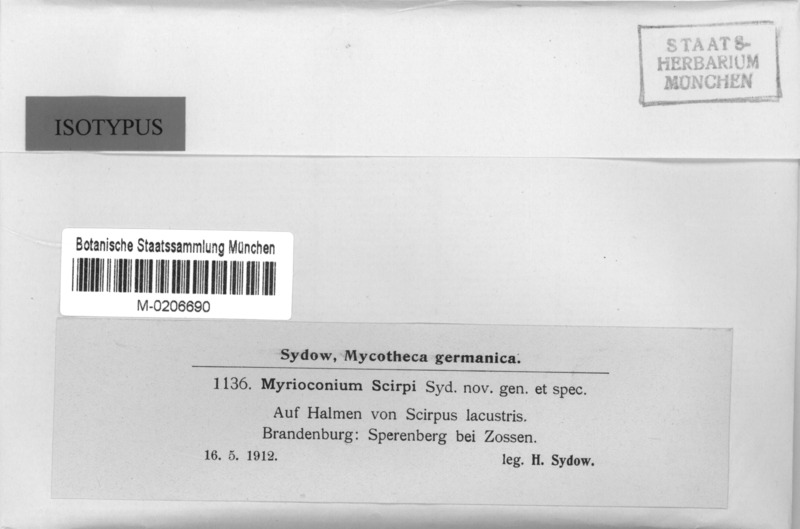 STAATS-
HERBARIUM
MÜNCHEN
ISOTYPUS
Botanische Staatssammlung München
M-0206690
Sydow, Mycotheca germanica.
1136. Myrioconium Scirpi Syd. nov. gen. et spec.
Auf Halmen von Scirpus lacustris.
Brandenburg: Sperenberg bei Zossen.
16. 5. 1912. leg. H. Sydow.